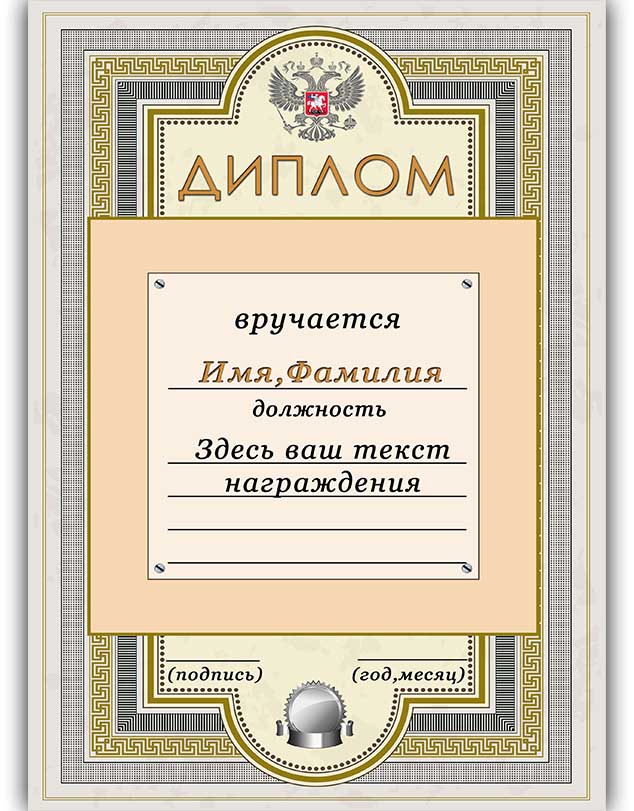 ДИПЛОМ
вручается
Имя,Фамилия
должность
Здесь ваш текст
награждения
(подпись) (год,месяц)